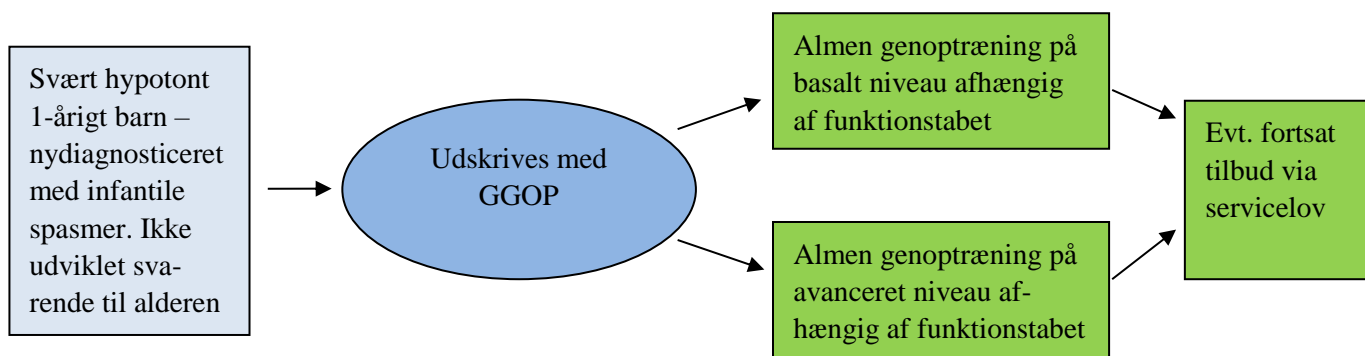 Svært hypotont
1-årigt barn –
nydiagnosticeret
med infantile
spasmer. Ikke
udviklet sva-
rende til alderen
Udskrives med
GGOP
Almen genoptræning på
basalt niveau afhængig
af funktionstabet
Almen genoptræning på
avanceret niveau af-
hængig af funktionstabet
Evt. fortsat
tilbud via
servicelov